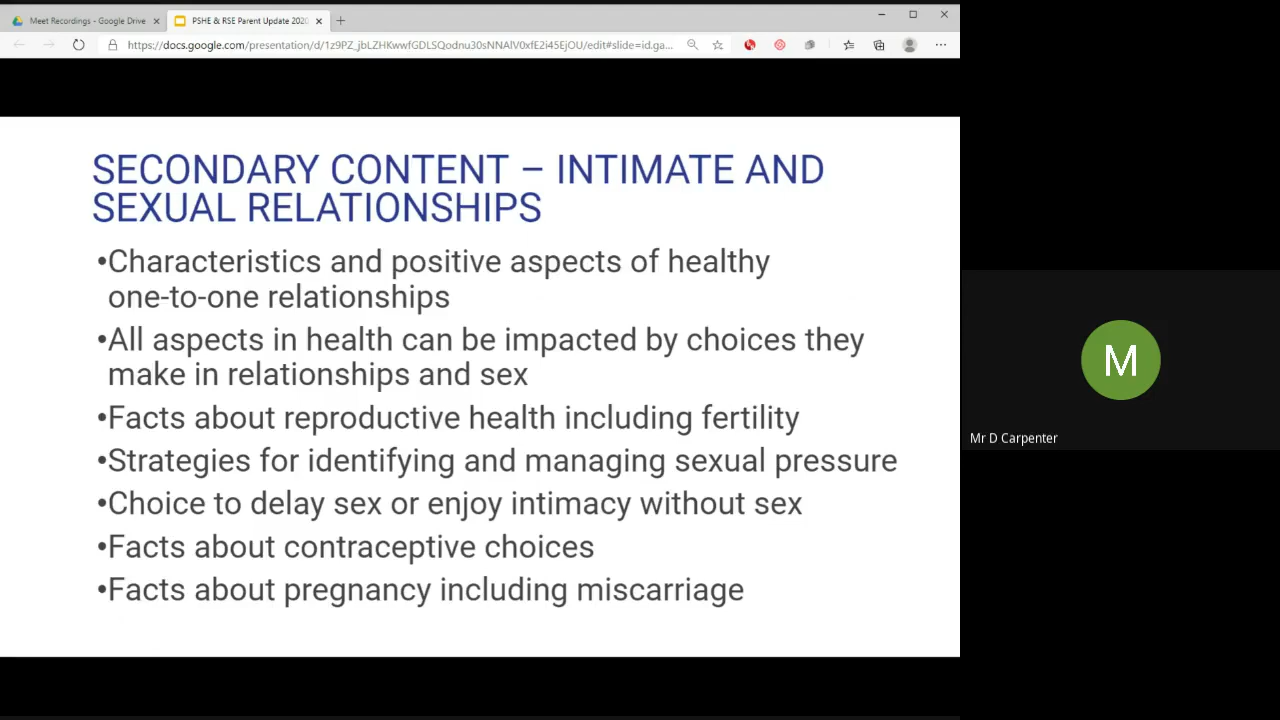 Meet Recordings - Google Drive
PSHE & RSE Parent Update 2020
https://docs.google.com/presentation/d/1z9PZ_jbLZHKwwfGDLSQodnu30sNNAlV0xfE2i45EjOU/edit#slide=id.ga...
SECONDARY CONTENT – INTIMATE AND
SEXUAL RELATIONSHIPS
•Characteristics and positive aspects of healthy
one-to-one relationships
•All aspects in health can be impacted by choices they
make in relationships and sex
•Facts about reproductive health including fertility
•Strategies for identifying and managing sexual pressure
•Choice to delay sex or enjoy intimacy without sex
•Facts about contraceptive choices
•Facts about pregnancy including miscarriage
M
Mr D Carpenter